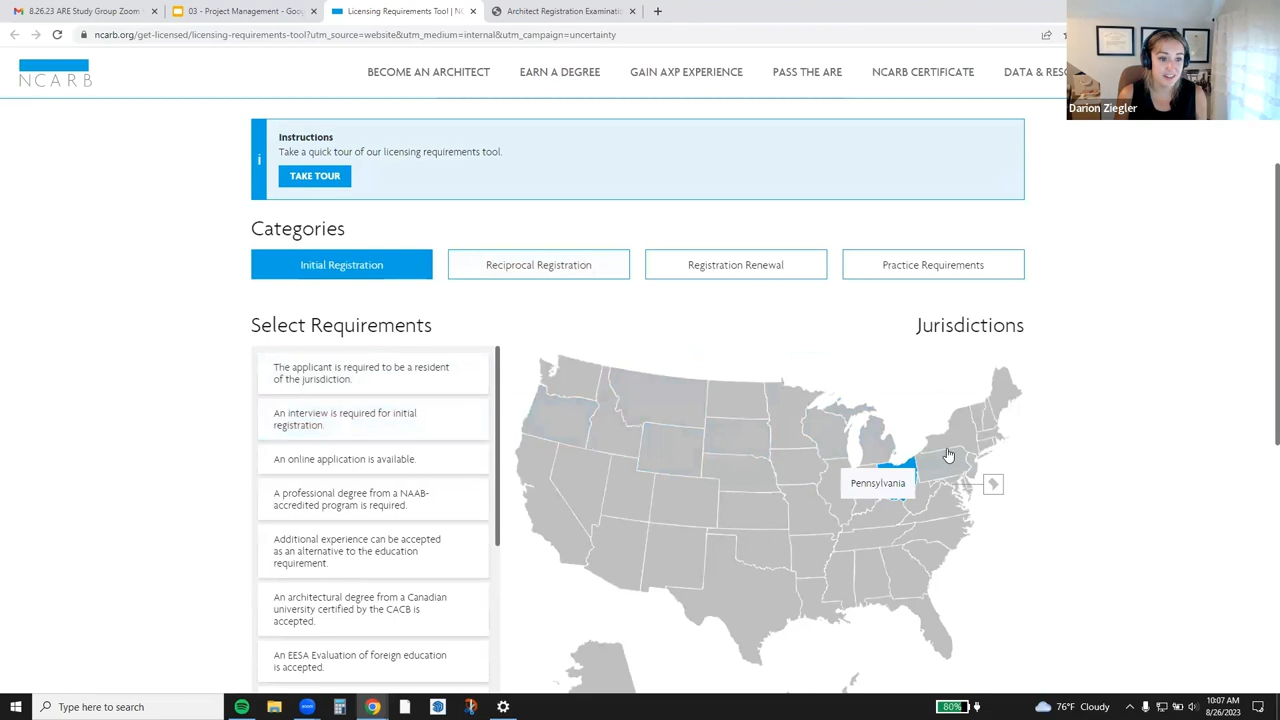 8.26.23 ARE Study Group Zoom
03 - Project Management - Goog
Licensing Requirements Tool | NC
Architect Registration Examinatio
ncarb.org/get-licensed/licensing-requirements-tool?utm_source=website&utm_medium=internal&utm_campaign=uncertainty
NCARB
BECOME AN ARCHITECT
EARN A DEGREE
GAIN AXP EXPERIENCE
PASS THE ARE
NCARB CERTIFICATE
DATA & RESO
Darion Ziegler
Instructions
Take a quick tour of our licensing requirements tool.
TAKE TOUR
Categories
Initial Registration
Reciprocal Registration
Registration Renewal
Practice Requirements
Select Requirements
Jurisdictions
The applicant is required to be a resident
of the jurisdiction.
An interview is required for initial
registration.
An online application is available.
A professional degree from a NAAB-
accredited program is required.
Additional experience can be accepted
as an alternative to the education
requirement.
An architectural degree from a Canadian
university certified by the CACB is
accepted.
An EESA Evaluation of foreign education
is accepted.
Pennsylvania
Type here to search
80%
76°F Cloudy
10:07 AM
8/26/2023